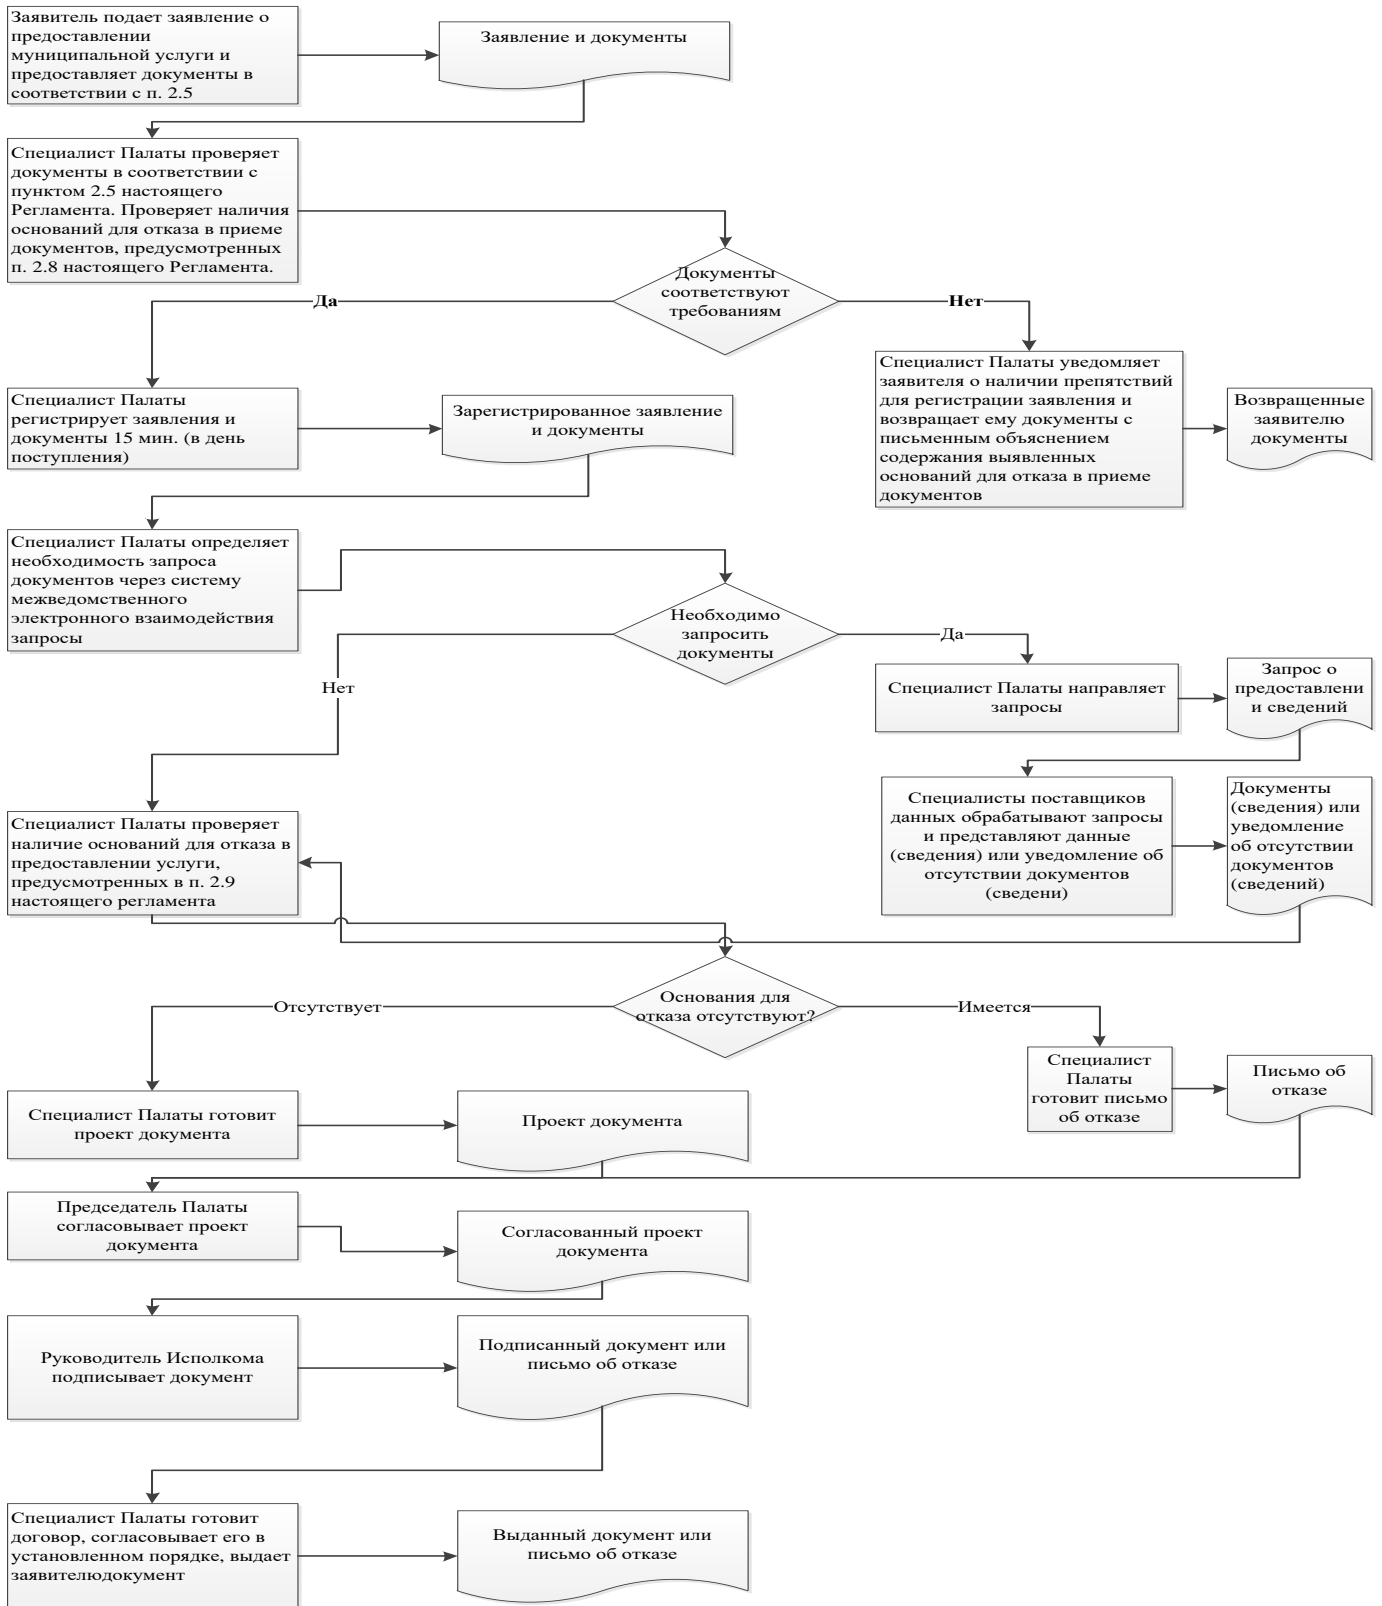 Заявитель подает заявление о
предоставлении
муниципальной услуги и
предоставляет документы в
соответствии с п. 2.5
Заявление и документы
Специалист Палаты проверяет
документы в соответствии с
пунктом 2.5 настоящего
Регламента. Проверяет наличия
оснований для отказа в приеме
документов, предусмотренных
п. 2.8 настоящего Регламента.
Документы
соответствуют
требованиям
Да
Нет
Специалист Палаты
регистрирует заявления и
документы 15 мин. (в день
поступления)
Зарегистрированное заявление
и документы
Специалист Палаты уведомляет
заявителя о наличии препятствий
для регистрации заявления и
возвращает ему документы с
письменным объяснением
содержания выявленных
оснований для отказа в приеме
документов
Возвращенные
заявителю
документы
Специалист Палаты определяет
необходимость запроса
документов через систему
межведомственного
электронного взаимодействия
запросы
Необходимо
запросить
документы
Да
Нет
Специалист Палаты направляет
запросы
Запрос о
предоставлени
и сведений
Специалисты поставщиков
данных обрабатывают запросы
и представляют данные
(сведения) или уведомление об
отсутствии документов
(сведени)
Документы
(сведения) или
уведомление
об отсутствии
документов
(сведений)
Специалист Палаты проверяет
наличие оснований для отказа в
предоставлении услуги,
предусмотренных в п. 2.9
настоящего регламента
Основания для
отказа отсутствуют?
Отсутствует
Имеется
Специалист
Палаты
готовит письмо
об отказе
Письмо об
отказе
Специалист Палаты готовит
проект документа
Проект документа
Председатель Палаты
согласовывает проект
документа
Согласованный проект
документа
Руководитель Исполкома
подписывает документ
Подписанный документ или
письмо об отказе
Специалист Палаты готовит
договор, согласовывает его в
установленном порядке, выдает
заявителюдокумент
Выданный документ или
письмо об отказе